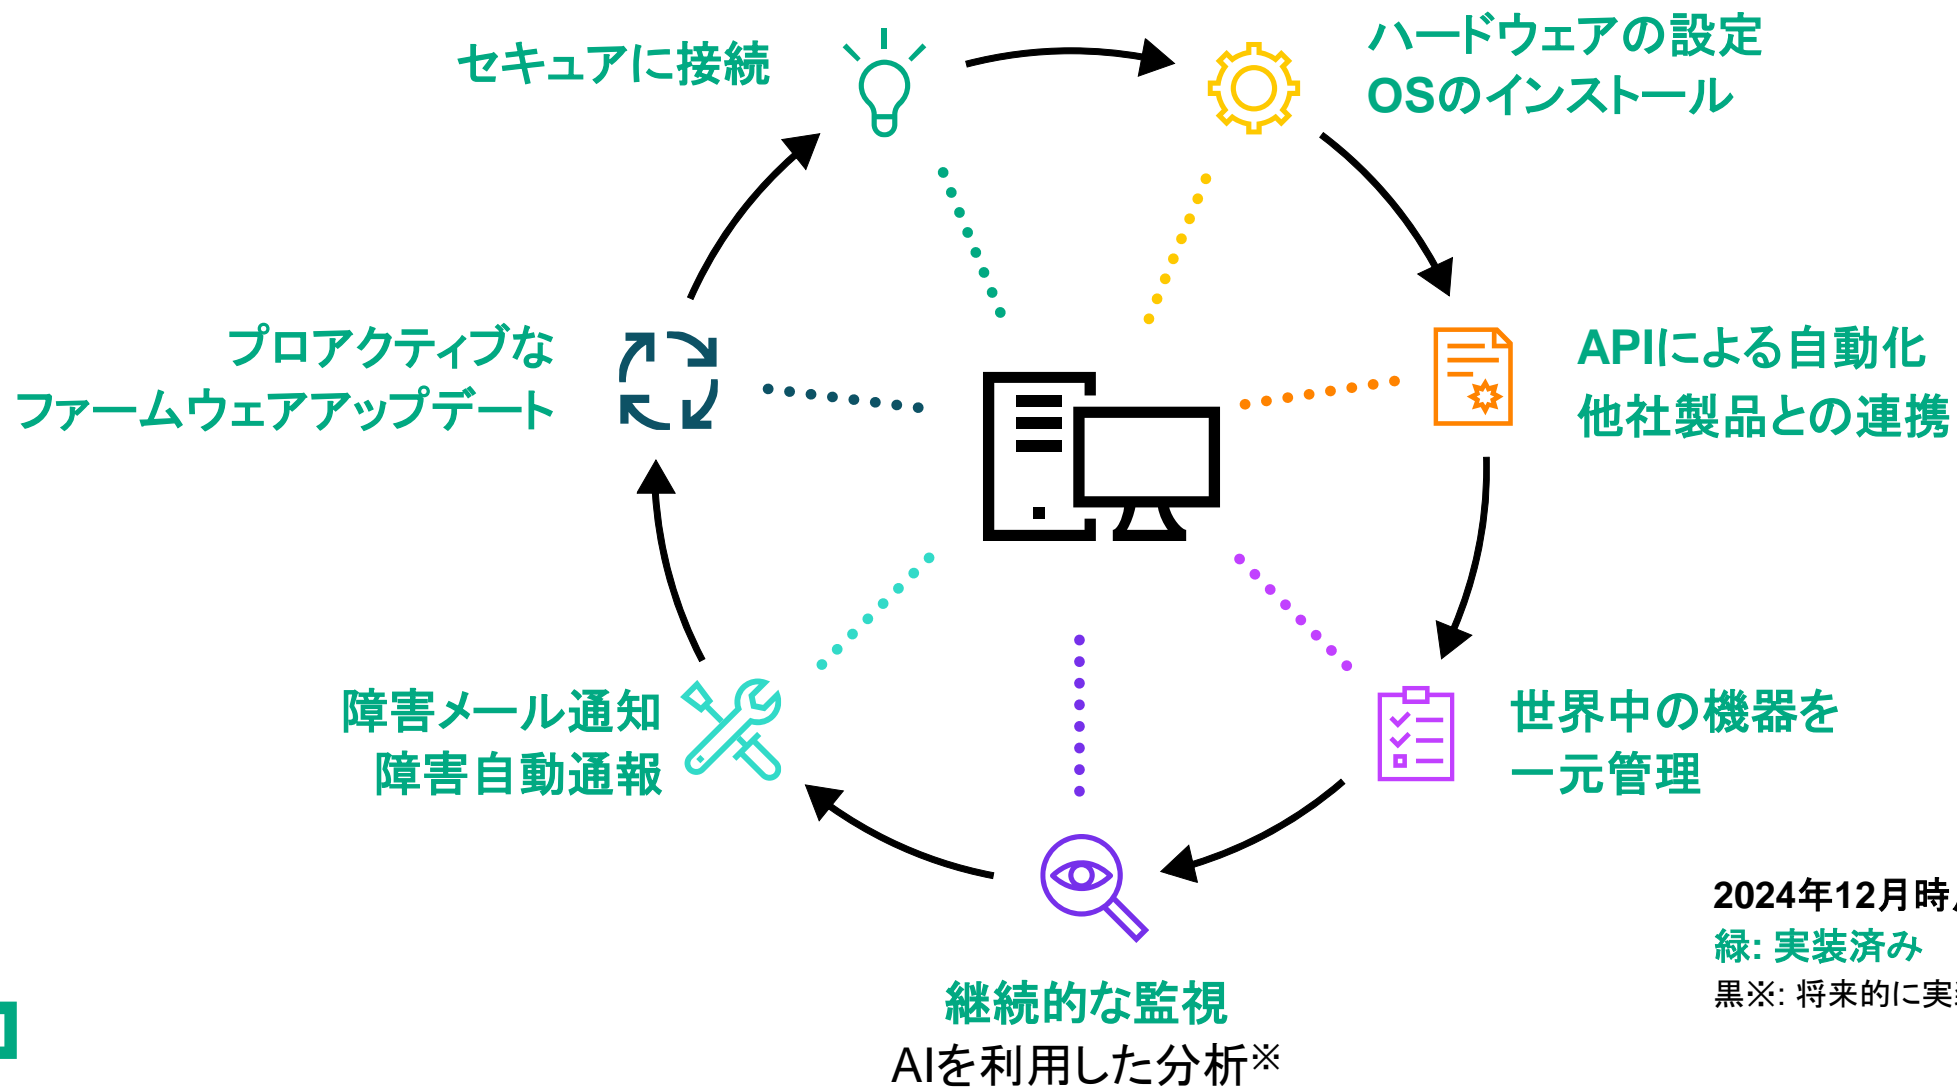 セキュアに接続
ハードウェアの設定
OSのインストール
APIによる自動化
他社製品との連携
世界中の機器を
一元管理
継続的な監視
AIを利用した分析※
障害メール通知
障害自動通報
プロアクティブな
ファームウェアアップデート
2024年12月時
緑: 実装済み
黒※: 将来的に実